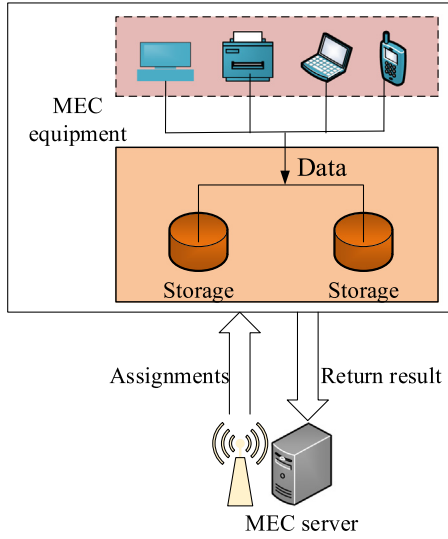 MEC
equipment
Data
Storage
Storage
Assignments
Return result
MEC server